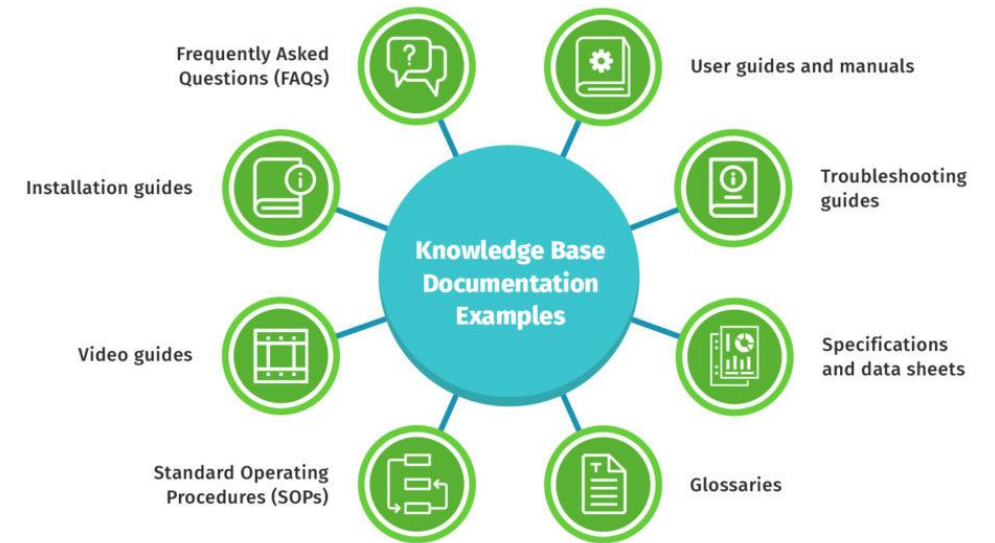 Frequently Asked
Questions (FAQs)
User guides and manuals
Installation guides
Troubleshooting
guides
Knowledge Base
Documentation
Examples
Video guides
Specifications
and data sheets
Standard Operating
Procedures (SOPs)
Glossaries
?
i
i
T